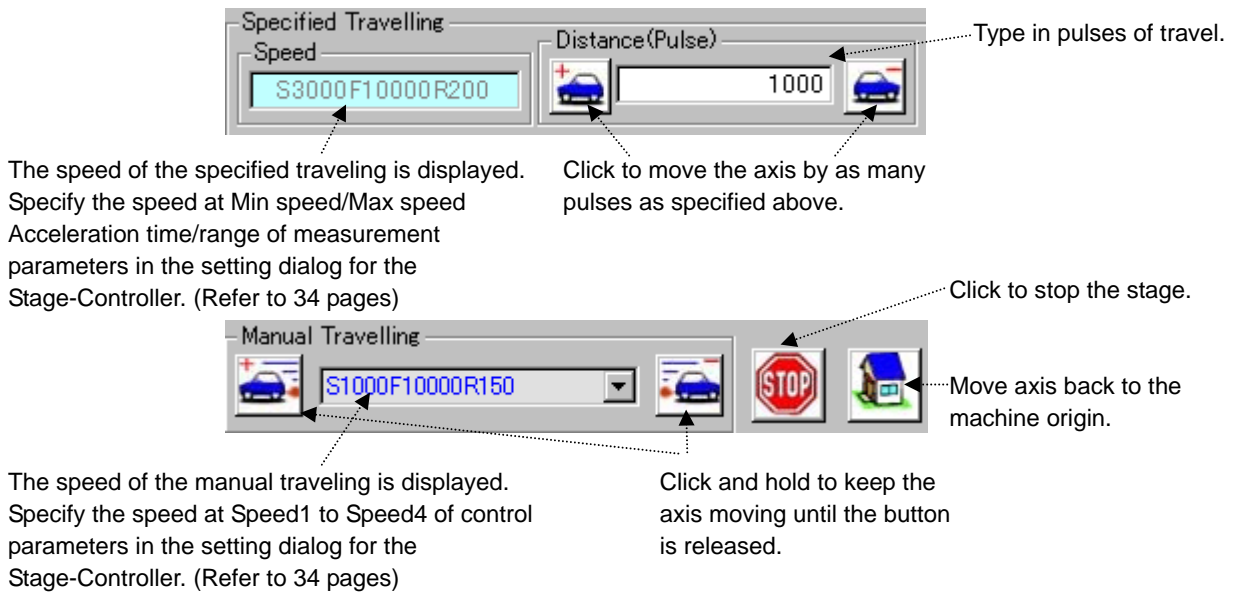 Specified Travelling
Speed
S3000F10000R200
Distance(Pulse)
+
1000
-
Type in pulses of travel.
The speed of the specified traveling is displayed.
Specify the speed at Min speed/Max speed
Acceleration time/range of measurement
parameters in the setting dialog for the
Stage-Controller. (Refer to 34 pages)
Click to move the axis by as many
pulses as specified above.
Click to stop the stage.
Manual Travelling
+
S1000F10000R150
-
STOP
Move axis back to the
machine origin.
The speed of the manual traveling is displayed.
Specify the speed at Speed1 to Speed4 of control
parameters in the setting dialog for the
Stage-Controller. (Refer to 34 pages)
Click and hold to keep the
axis moving until the button
is released.